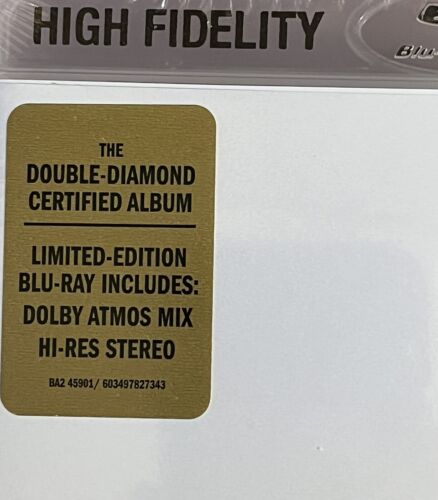 HIGH FIDELITY
Blu-
THE
DOUBLE-DIAMOND
CERTIFIED ALBUM
LIMITED-EDITION
BLU-RAY INCLUDES:
DOLBY ATMOS MIX
HI-RES STEREO
BA2 45901/ 603497827343